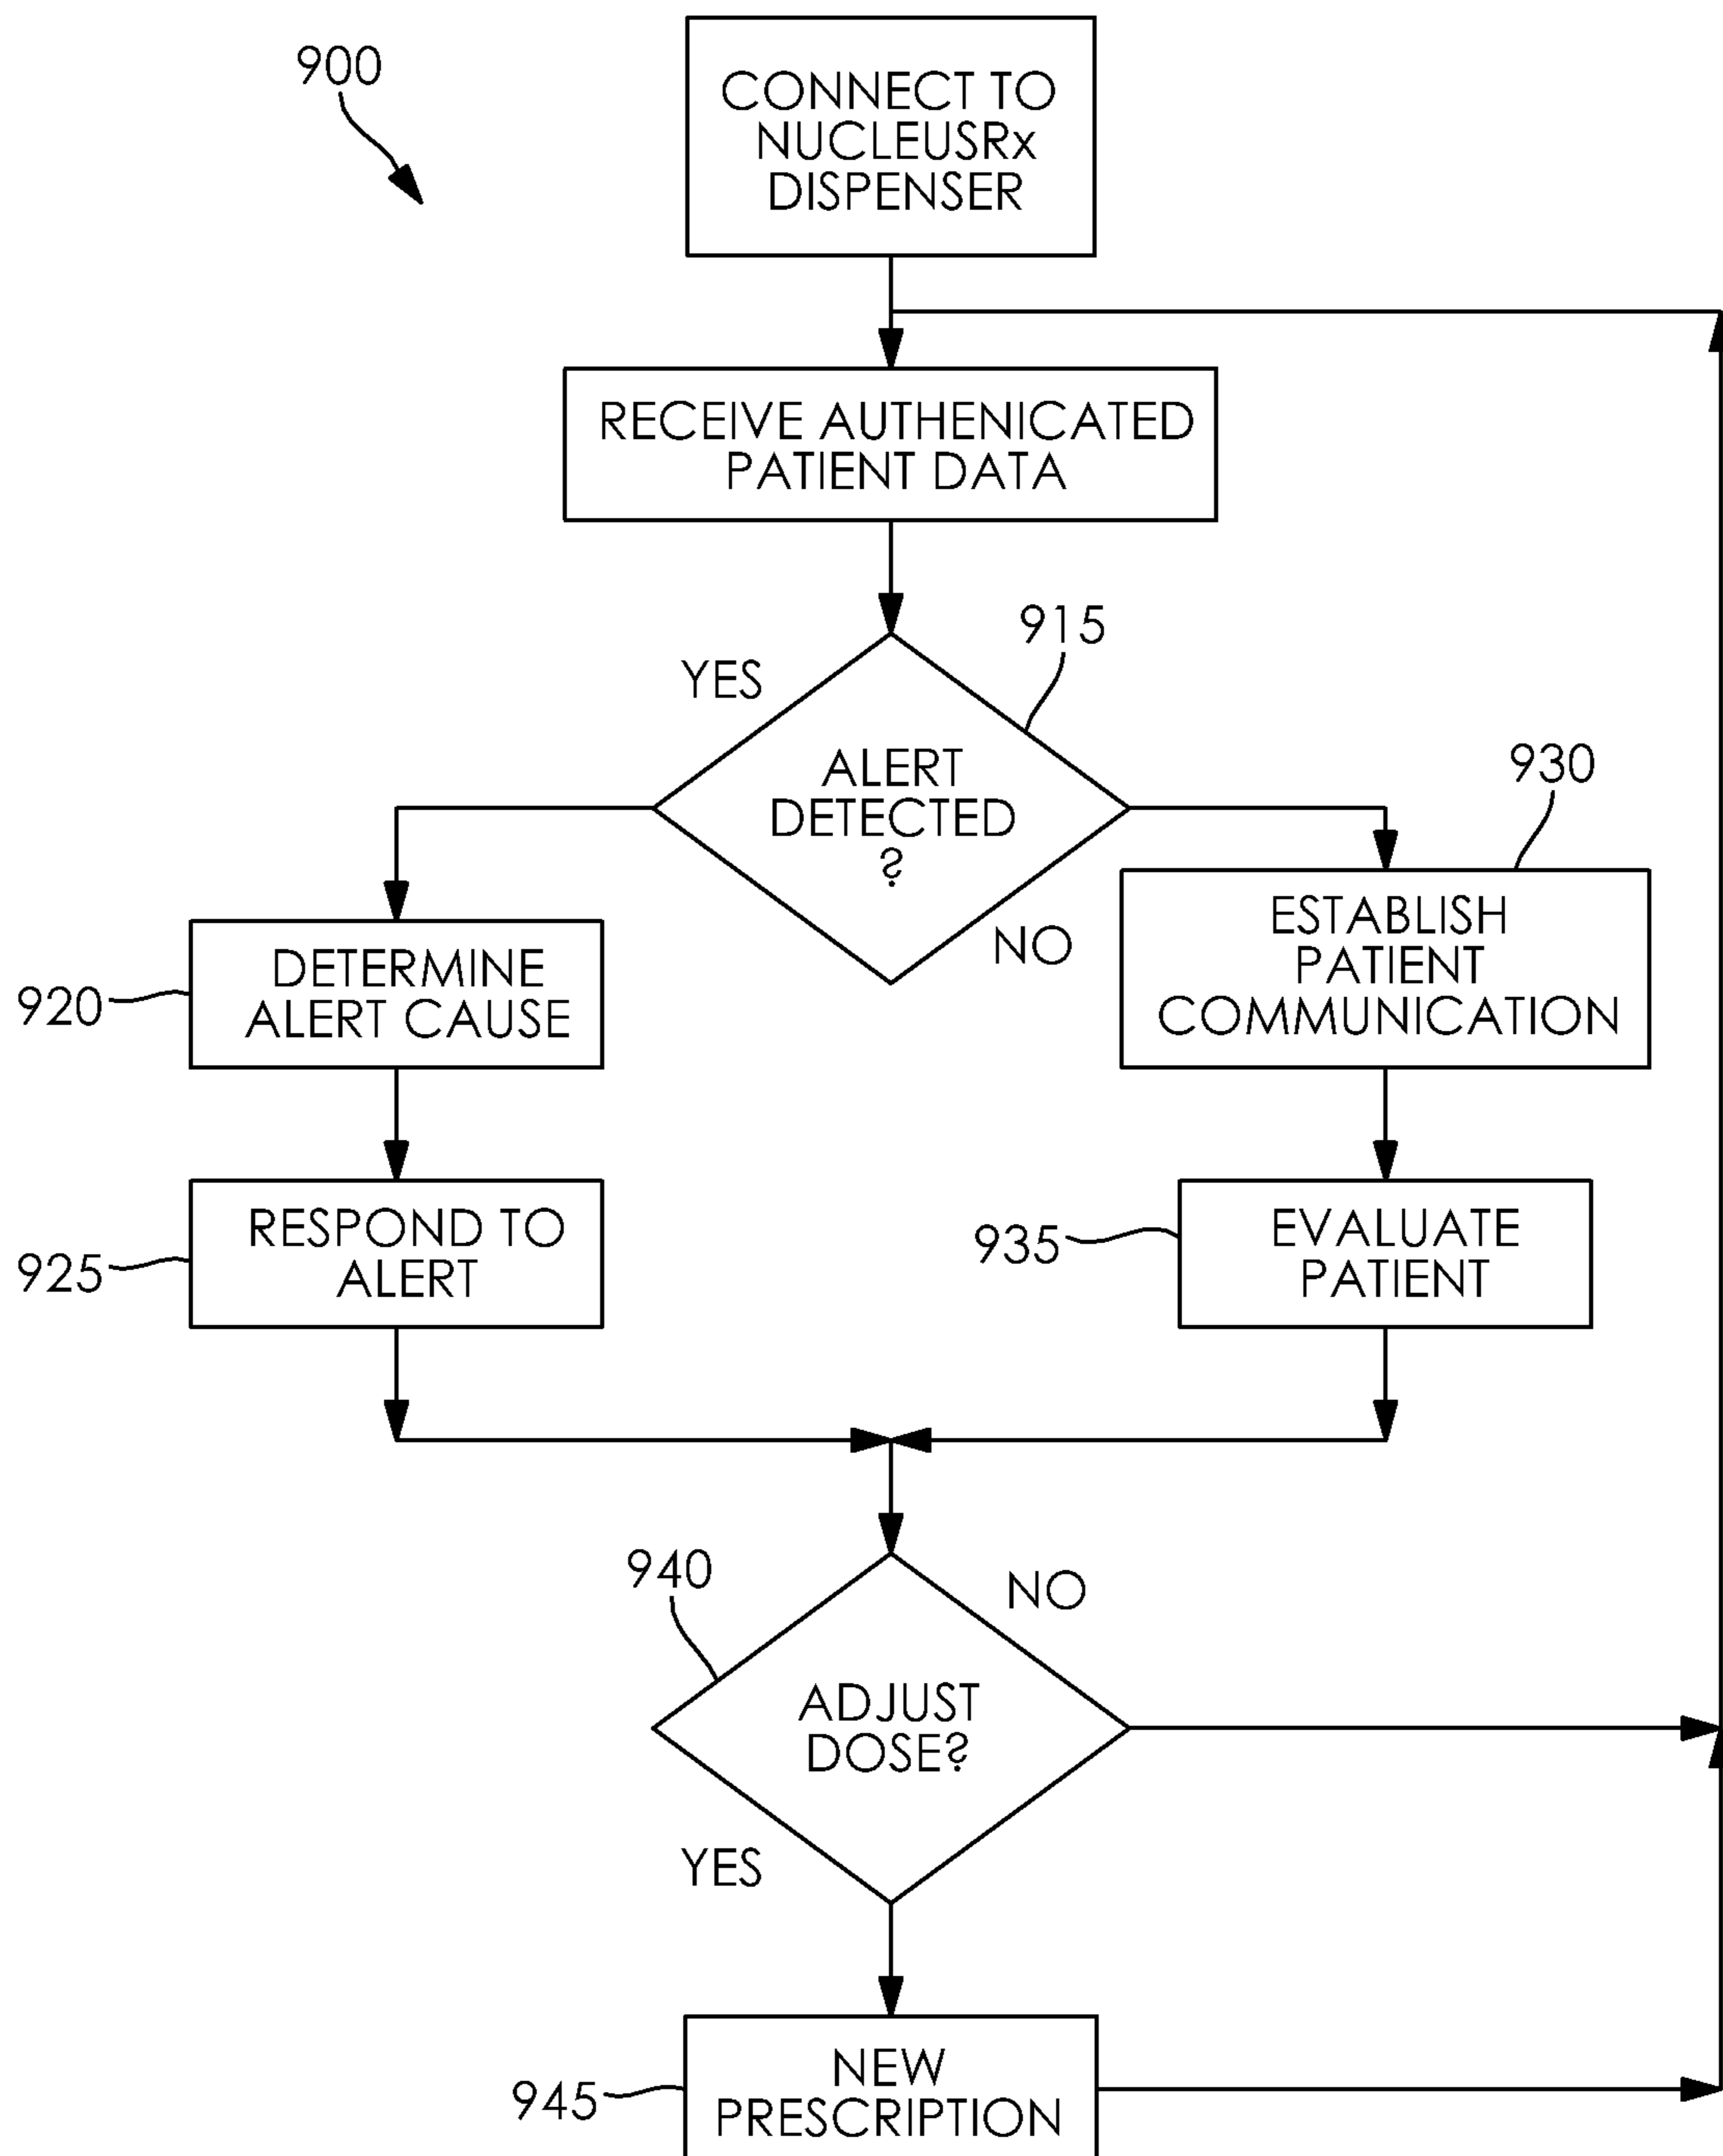 900
CONNECT TO
NUCLEUSRx
DISPENSER
RECEIVE AUTHENICATED
PATIENT DATA
915
YES
ALERT
DETECTED
?
NO
930
ESTABLISH
PATIENT
COMMUNICATION
920
DETERMINE
ALERT CAUSE
925
RESPOND TO
ALERT
935
EVALUATE
PATIENT
940
NO
ADJUST
DOSE?
YES
945
NEW
PRESCRIPTION